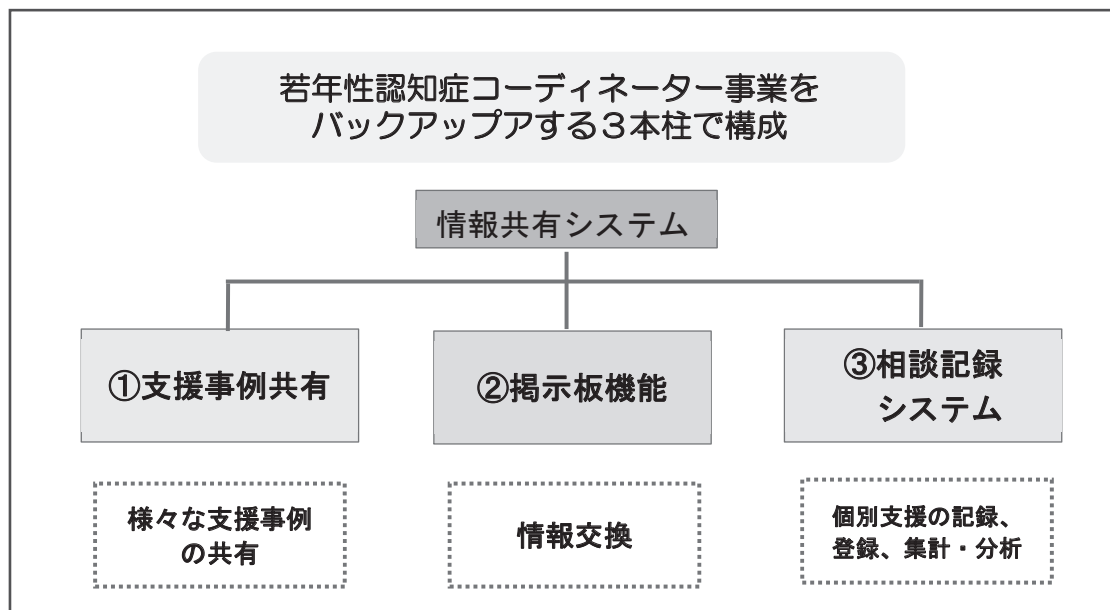 若年性認知症コーディネーター事業を
バックアップアする３本柱で構成
情報共有システム
①支援事例共有
②掲示板機能
③相談記録
システム
様々な支援事例
の共有
情報交換
個別支援の記録、
登録、集計・分析